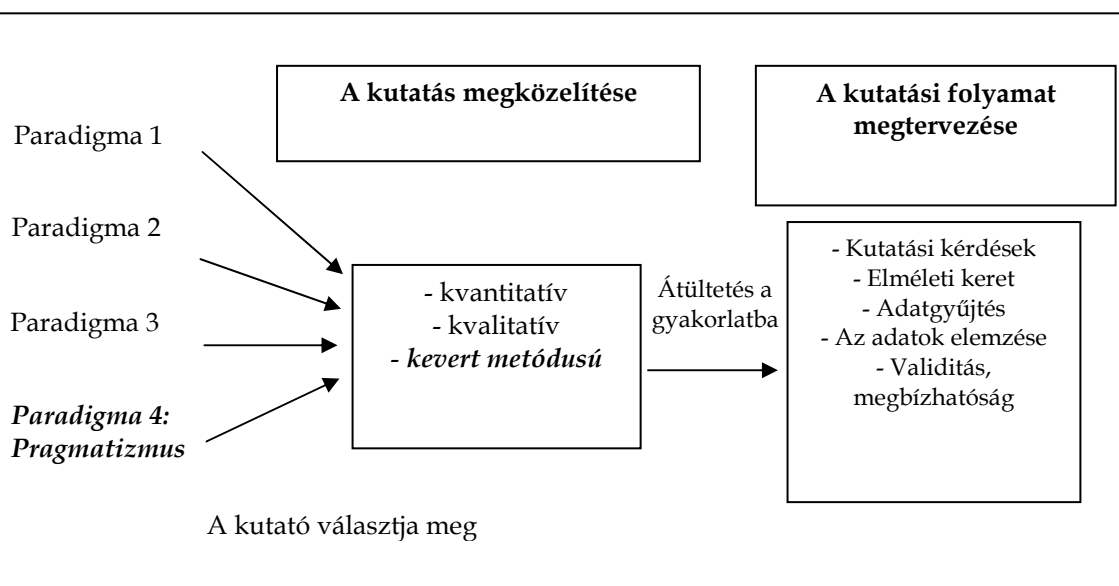 A kutatás megközelítése
A kutatási folyamat
megtervezése
Paradigma 1
Paradigma 2
Paradigma 3
Paradigma 4:
Pragmatizmus
- kvantitatív
- kvalitatív
- kevert metódusú
Átültetés a
gyakorlatba
- Kutatási kérdések
- Elméleti keret
- Adatgyűjtés
- Az adatok elemzése
- Validitás,
megbízhatóság
A kutató választja meg